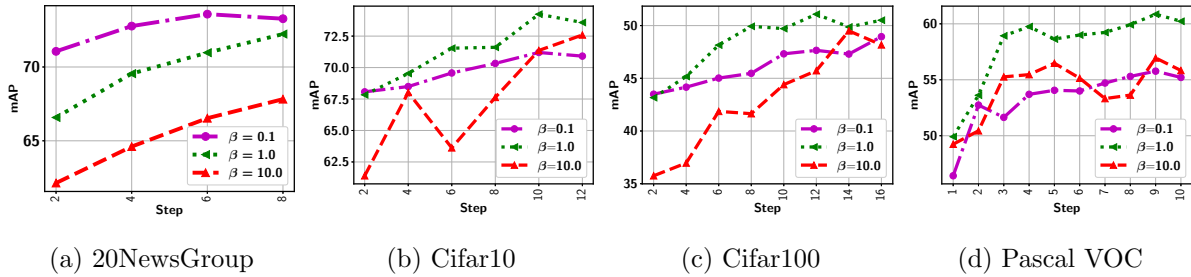 mAP
70
65
2
4
6
8
Step
β = 0.1
β = 1.0
β = 10.0
(a) 20NewsGroup
mAP
72.5
70.0
67.5
65.0
62.5
2
4
6
8
10
12
Step
β=0.1
β=1.0
β=10.0
(b) Cifar10
mAP
50
45
40
35
2
4
6
8
10
12
14
16
Step
β=0.1
β=1.0
β=10.0
(c) Cifar100
mAP
60
55
50
1
2
3
4
5
6
7
8
9
10
Step
β=0.1
β=1.0
β=10.0
(d) Pascal VOC